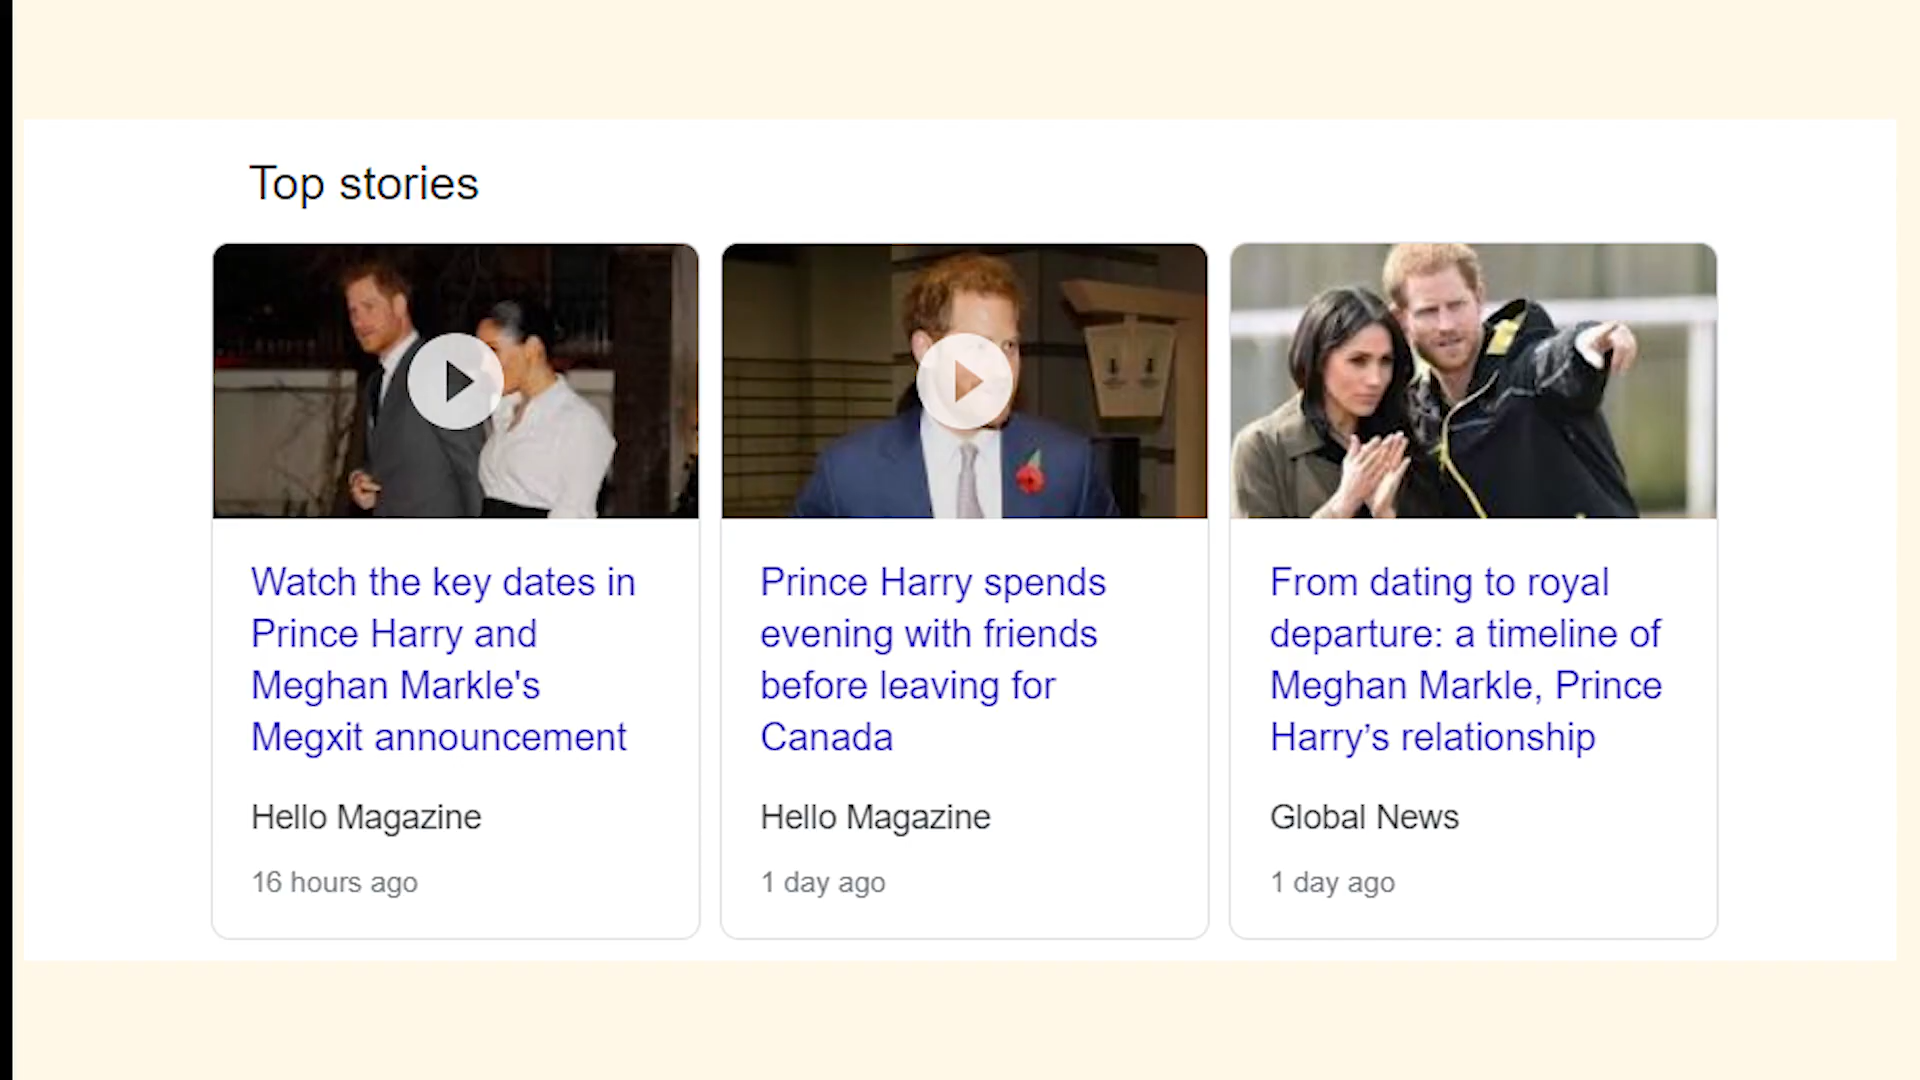 Top stories
Watch the key dates in
Prince Harry and
Meghan Markle's
Megxit announcement
Hello Magazine
16 hours ago
Prince Harry spends
evening with friends
before leaving for
Canada
Hello Magazine
1 day ago
From dating to royal
departure: a timeline of
Meghan Markle, Prince
Harry’s relationship
Global News
1 day ago